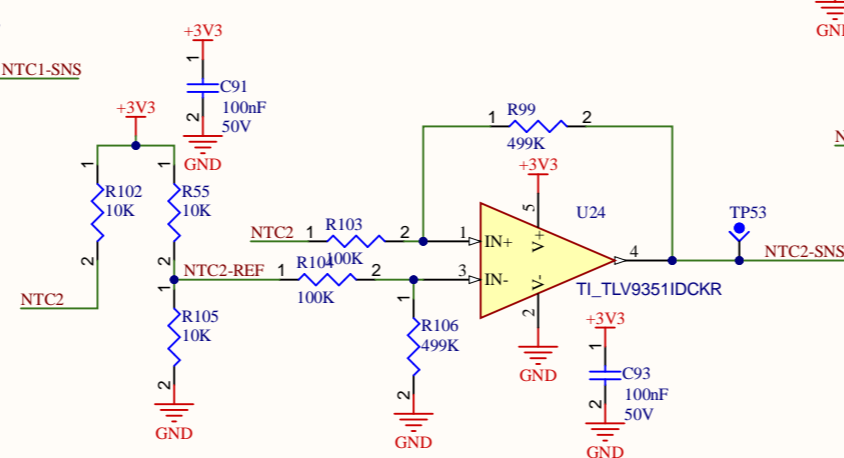 GND
NTC1-SNS
+3V3
1
C91
100nF
50V
2
GND
+3V3
1
R102
10K
2
1
R55
10K
2
NTC2
NTC2-REF
1
R105
10K
2
GND
NTC2
1
R103
100K
2
1
R104
100K
2
1
R106
499K
2
GND
1
R99
499K
2
+3V3
5
U24
1
IN+
V+
3
IN-
V-
4
2
TI_TLV9351IDCKR
GND
TP53
NTC2-SNS
+3V3
1
C93
100nF
50V
2
GND